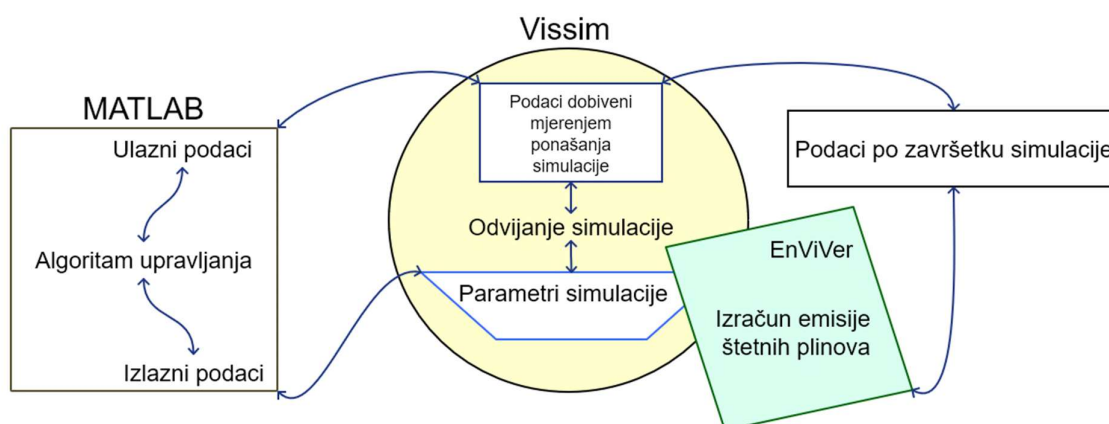 Vissim
MATLAB
Ulazni podaci
Algoritam upravljanja
Izlazni podaci
Podaci dobiveni
mjerenjem
ponašanja
simulacije
Odvijanje simulacije
Parametri simulacije
Podaci po završetku simulacije
EnViVer
Izračun emisije
štetnih plinova